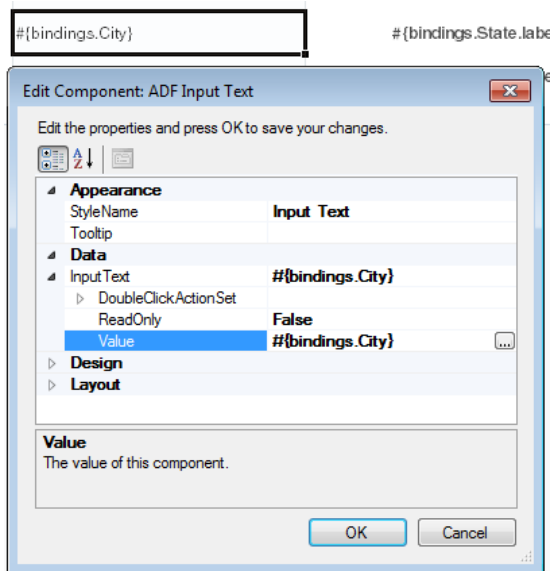 #{bindings.City} #{bindings.State.labe
Edit Component: ADF Input Text
Edit the properties and press OK to save your changes.
Appearance
StyleName Input Text
Tooltip
Data
InputText #{bindings.City}
DoubleClickActionSet
ReadOnly False
Value #{bindings.City} ...
Design
Layout
Value
The value of this component.
OK Cancel